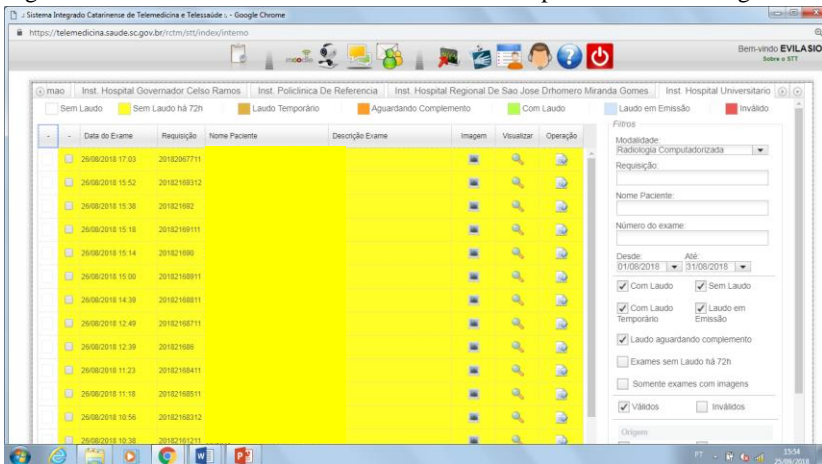 .: Sistema Integrado Catarinense de Telemedicina e Telessaúde :. - Google Chrome
https://telemedicina.saude.sc.gov.br/rctm/stt/index/interno
moodle
Bem-vindo EVILASIO
Sobre o STT
mao Inst. Hospital Governador Celso Ramos Inst. Policlinica De Referencia Inst. Hospital Regional De Sao Jose Drhomero Miranda Gomes Inst. Hospital Universitario
Sem Laudo Sem Laudo há 72h Laudo Temporário Aguardando Complemento Com Laudo Laudo em Emissão Inválido
- - Data do Exame Requisição Nome Paciente Descrição Exame Imagem Visualizar Operação
26/08/2018 17:03 20182067711
26/08/2018 15:52 20182169312
26/08/2018 15:38 201821692
26/08/2018 15:18 20182169111
26/08/2018 15:14 201821690
26/08/2018 15:00 20182168911
26/08/2018 14:39 20182168811
26/08/2018 12:49 20182168711
26/08/2018 12:39 201821686
26/08/2018 11:23 20182168411
26/08/2018 11:18 20182168511
26/08/2018 10:56 20182168312
26/08/2018 10:38 20182161211
Filtros
Modalidade:
Radiologia Computadorizada
Requisição:
Nome Paciente:
Número do exame:
Desde: Até:
01/08/2018 31/08/2018
Com Laudo Sem Laudo
Com Laudo Temporário Laudo em Emissão
Laudo aguardando complemento
Exames sem Laudo há 72h
Somente exames com imagens
Válidos Inválidos
Origem
PT 15:54
25/09/2018